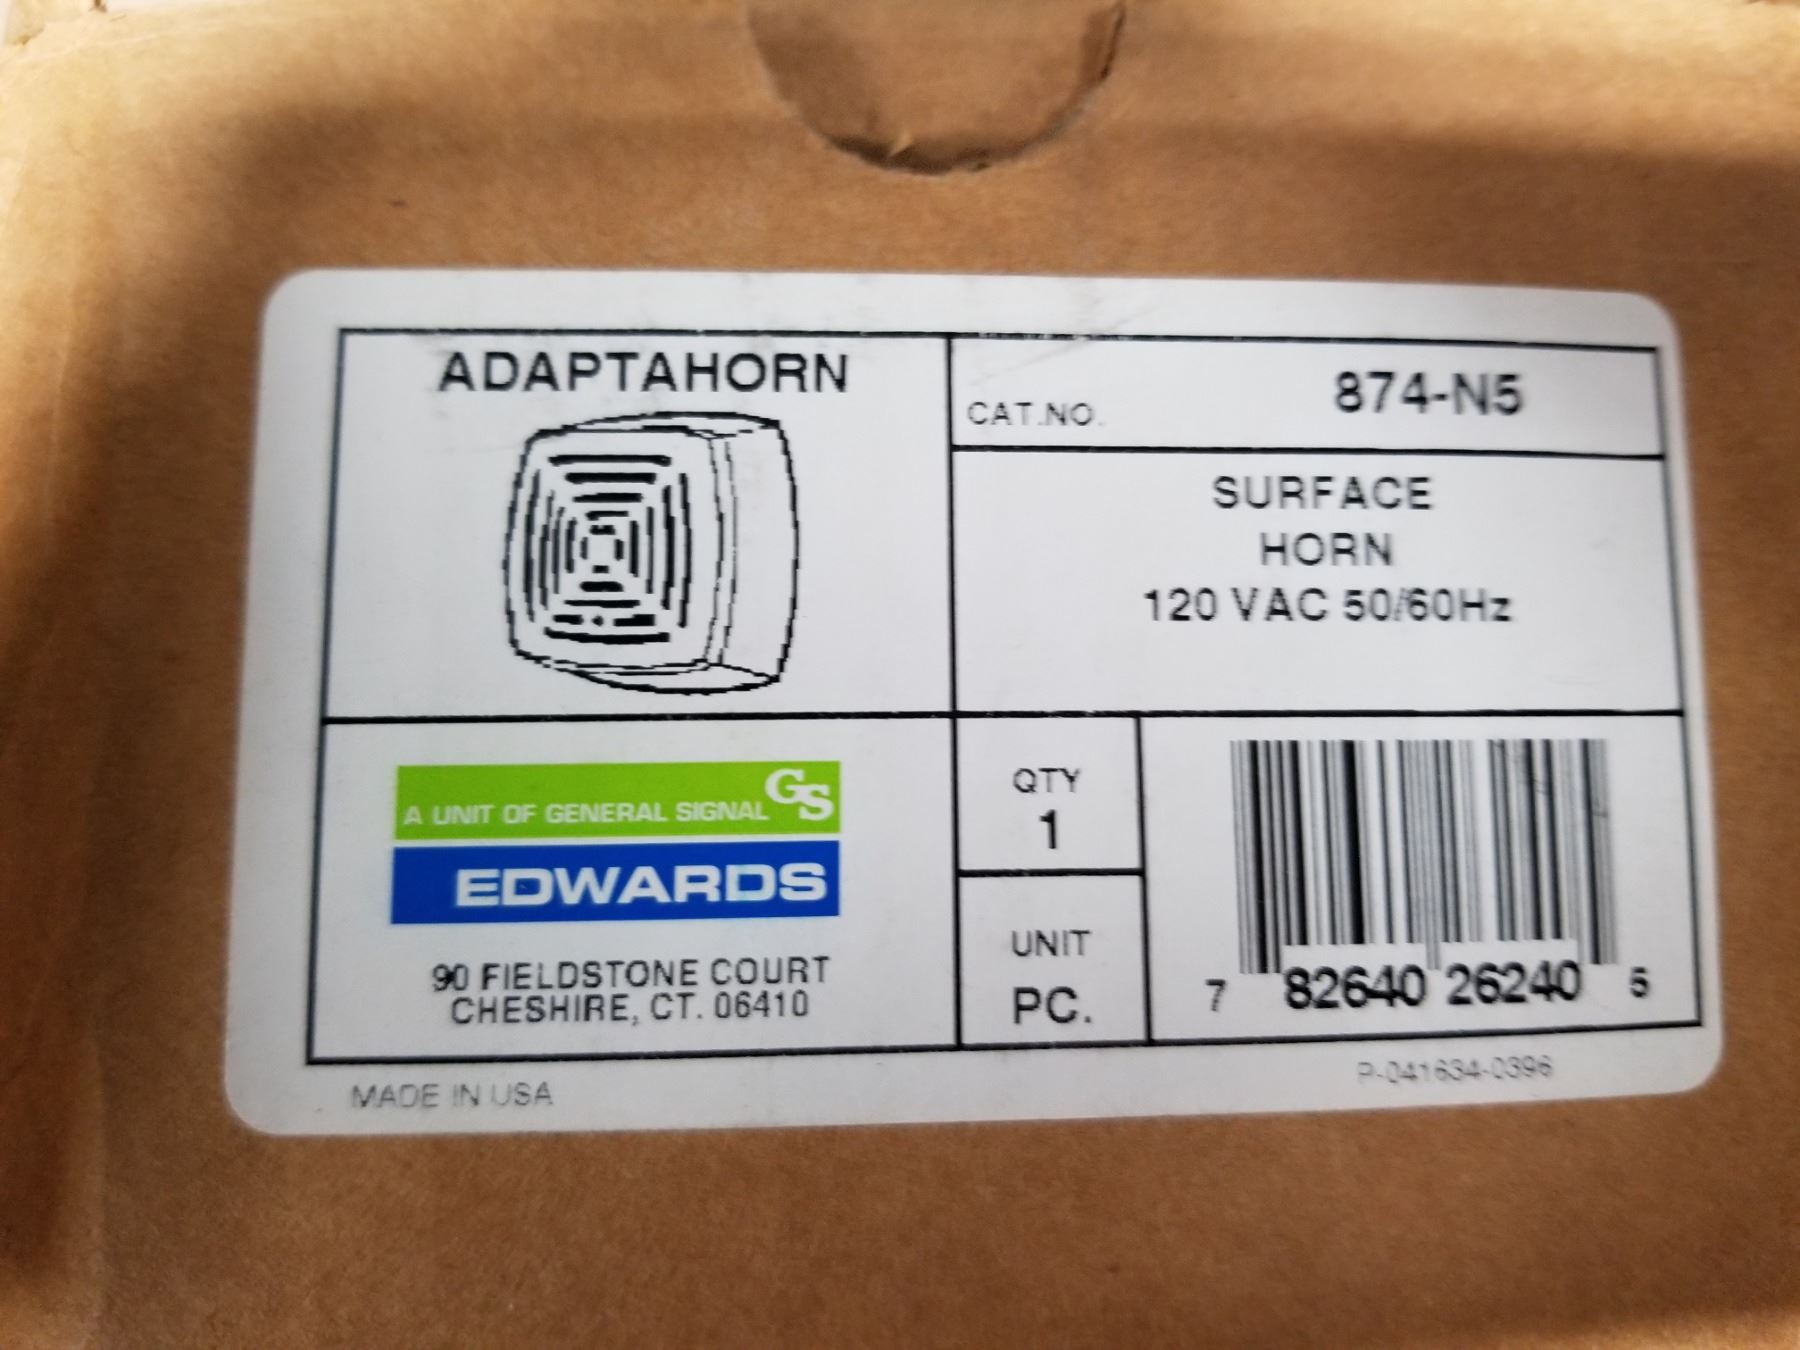 ADAPTAHORN
CAT.NO. 874-N5
SURFACE
HORN
120 VAC 50/60Hz
A UNIT OF GENERAL SIGNAL GS
EDWARDS
90 FIELDSTONE COURT
CHESHIRE, CT. 06410
QTY
1
UNIT
PC.
7 82640 26240 5
MADE IN USA
P-041634-0396